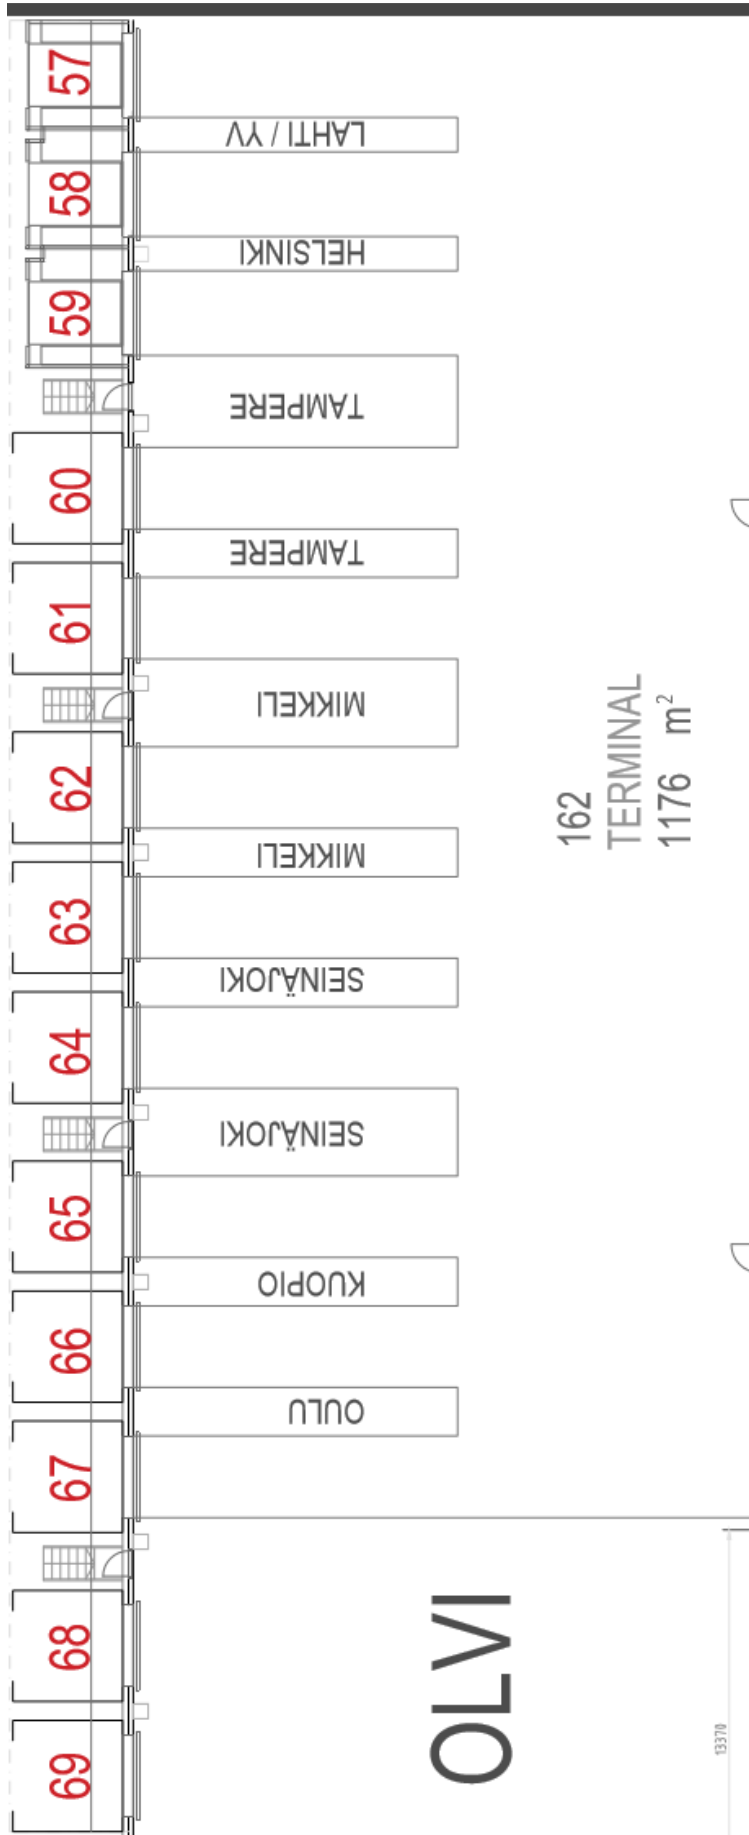 57
LAHTI / YV
58
HELSINKI
59
TAMPERE
60
TAMPERE
61
MIKKELI
62
MIKKELI
63
SEINÄJOKI
64
SEINÄJOKI
65
KUOPIO
66
OULU
67
68
69
162
TERMINAL
1176 m²
OLVI
13370